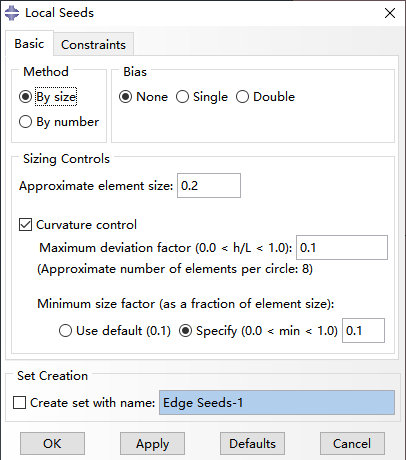 Local Seeds
Basic Constraints
Method Bias
By size None Single Double
By number
Sizing Controls
Approximate element size: 0.2
Curvature control
Maximum deviation factor (0.0 < h/L < 1.0): 0.1
(Approximate number of elements per circle: 8)
Minimum size factor (as a fraction of element size):
Use default (0.1) Specify (0.0 < min < 1.0) 0.1
Set Creation
Create set with name: Edge Seeds-1
OK Apply Defaults Cancel